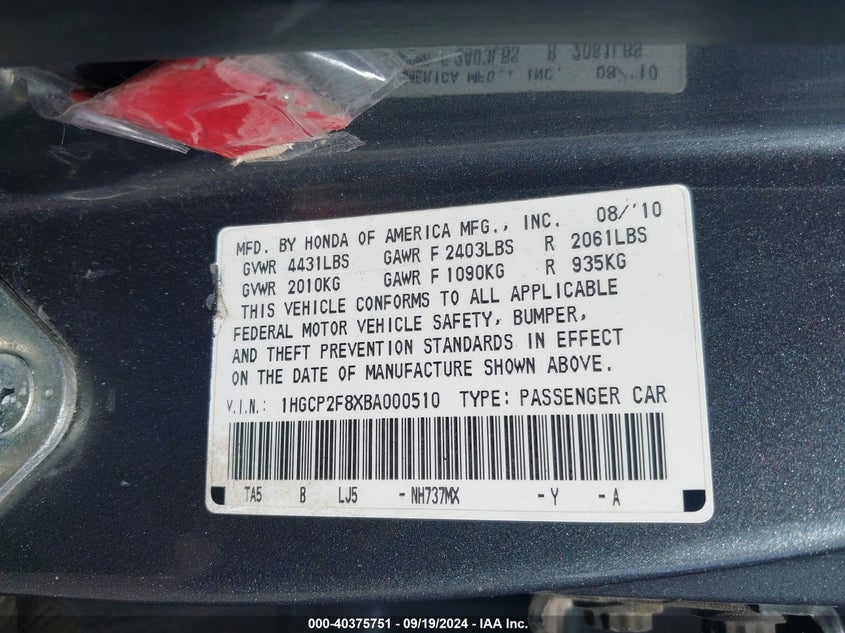 MFD. BY HONDA OF AMERICA MFG., INC. 08/'10
GVWR 4431LBS GAWR F 2403LBS R 2061LBS
GVWR 2010KG GAWR F 1090KG R 935KG
THIS VEHICLE CONFORMS TO ALL APPLICABLE
FEDERAL MOTOR VEHICLE SAFETY, BUMPER,
AND THEFT PREVENTION STANDARDS IN EFFECT
ON THE DATE OF MANUFACTURE SHOWN ABOVE.
V.I.N.: 1HGCP2F8XBA000510 TYPE: PASSENGER CAR
TA5 B LJ5 -NH737MX -Y -A
000-40375751 | 09/19/2024 | © IAA Inc.